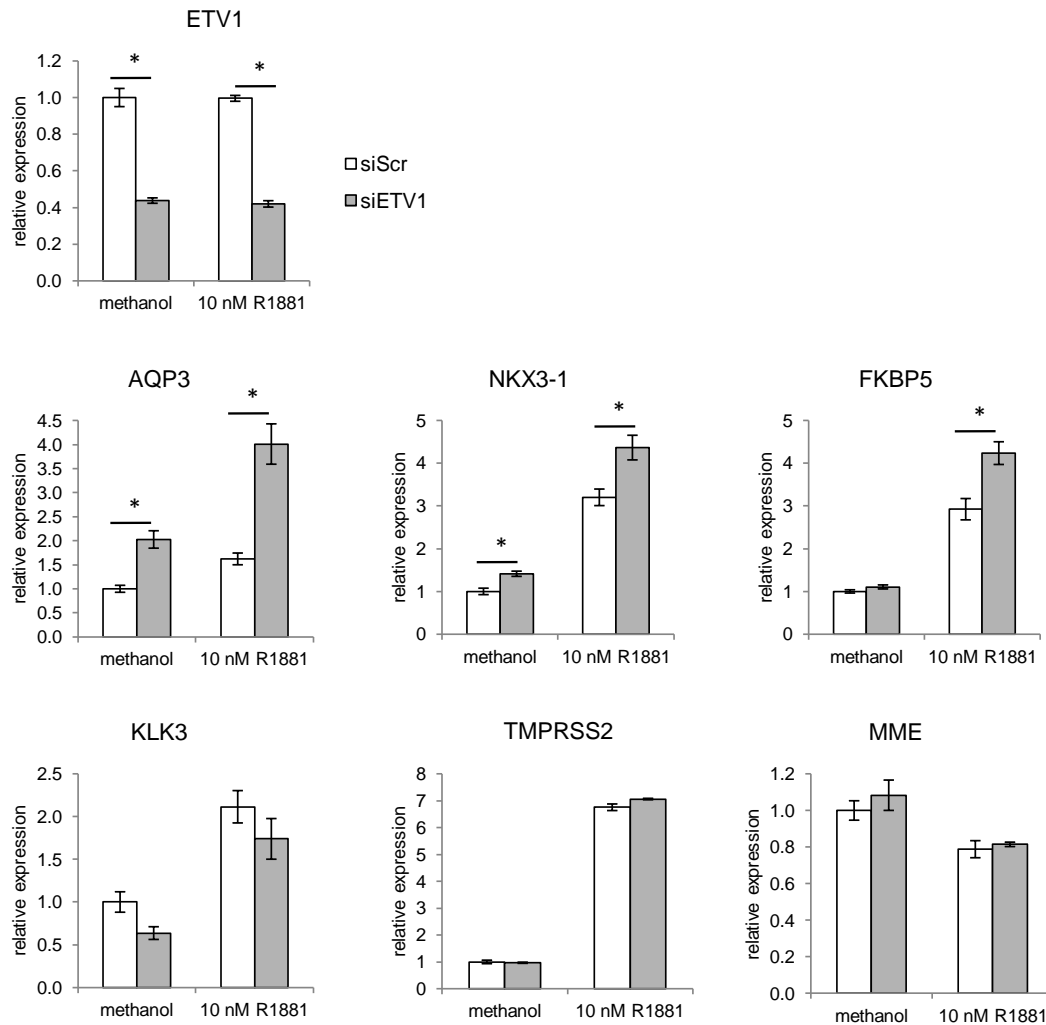 ETV1
relative expression
1.2
1.0
0.8
0.6
0.4
0.2
0.0
*
*
methanol
10 nM R1881
siScr
siETV1
AQP3
relative expression
4.5
4.0
3.5
3.0
2.5
2.0
1.5
1.0
0.5
0.0
*
*
methanol
10 nM R1881
NKX3-1
relative expression
5
4
3
2
1
0
*
*
methanol
10 nM R1881
FKBP5
relative expression
5
4
3
2
1
0
*
methanol
10 nM R1881
KLK3
relative expression
2.5
2.0
1.5
1.0
0.5
0.0
methanol
10 nM R1881
TMPRSS2
relative expression
8
7
6
5
4
3
2
1
0
methanol
10 nM R1881
MME
relative expression
1.2
1.0
0.8
0.6
0.4
0.2
0.0
methanol
10 nM R1881